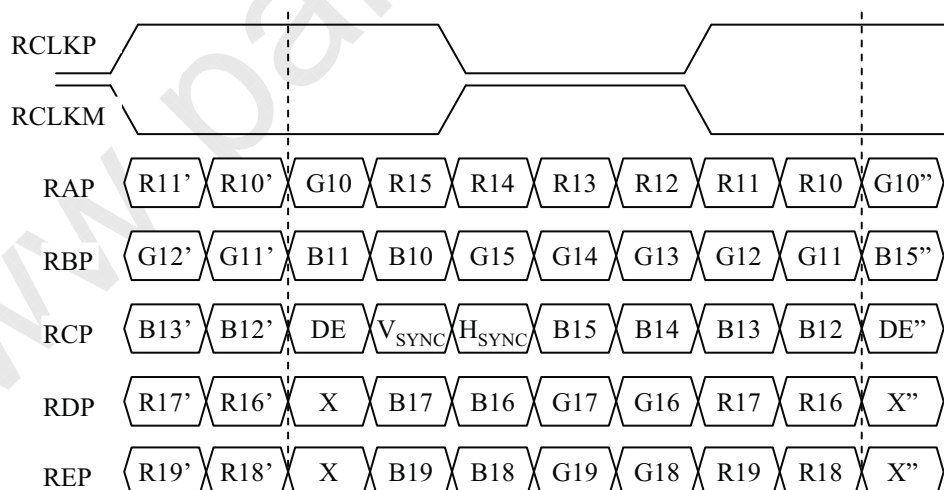 www.pa
RCLKP
RCLKM
RAP R11’ R10’ G10 R15 R14 R13 R12 R11 R10 G10”
RBP G12’ G11’ B11 B10 G15 G14 G13 G12 G11 B15”
RCP B13’ B12’ DE VSYNC HSYNC B15 B14 B13 B12 DE”
RDP R17’ R16’ X B17 B16 G17 G16 R17 R16 X”
REP R19’ R18’ X B19 B18 G19 G18 R19 R18 X”